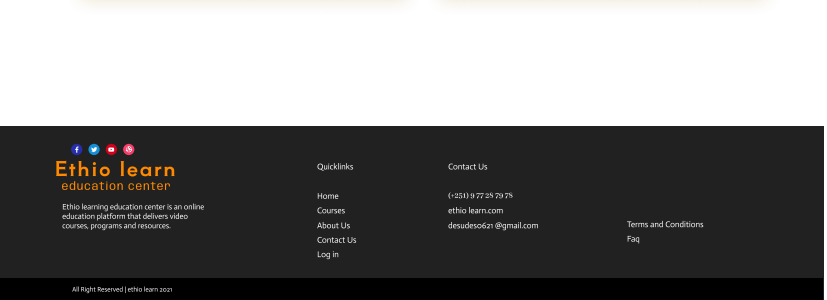 Ethio learn
education center
Ethio learning education center is an online
education platform that delivers video
courses, programs and resources.
Quicklinks
Home
Courses
About Us
Contact Us
Log in
Contact Us
(+251) 9 77 28 79 78
ethio learn.com
desudes0621 @gmail.com
Terms and Conditions
Faq
All Right Reserved | ethio learn 2021